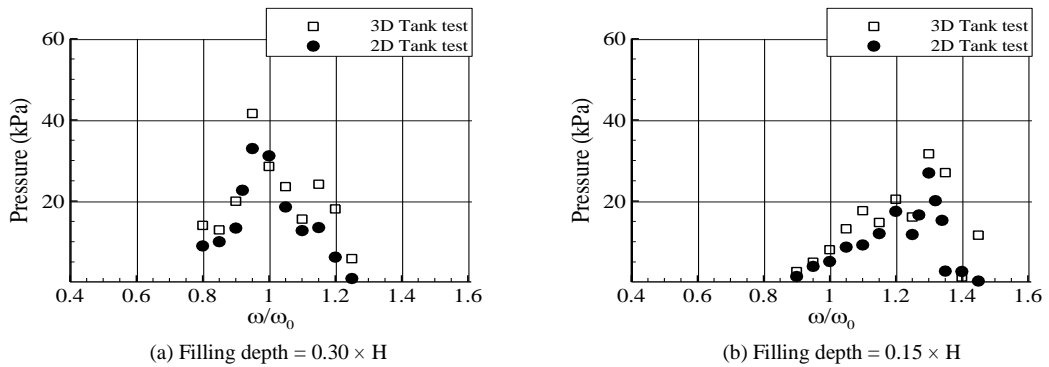 3D Tank test
2D Tank test
60
40
20
Pressure (kPa)
0.4
0.6
0.8
1
1.2
1.4
1.6
ω/ω0
(a) Filling depth = 0.30 × H
3D Tank test
2D Tank test
60
40
20
Pressure (kPa)
0.4
0.6
0.8
1
1.2
1.4
1.6
ω/ω0
(b) Filling depth = 0.15 × H